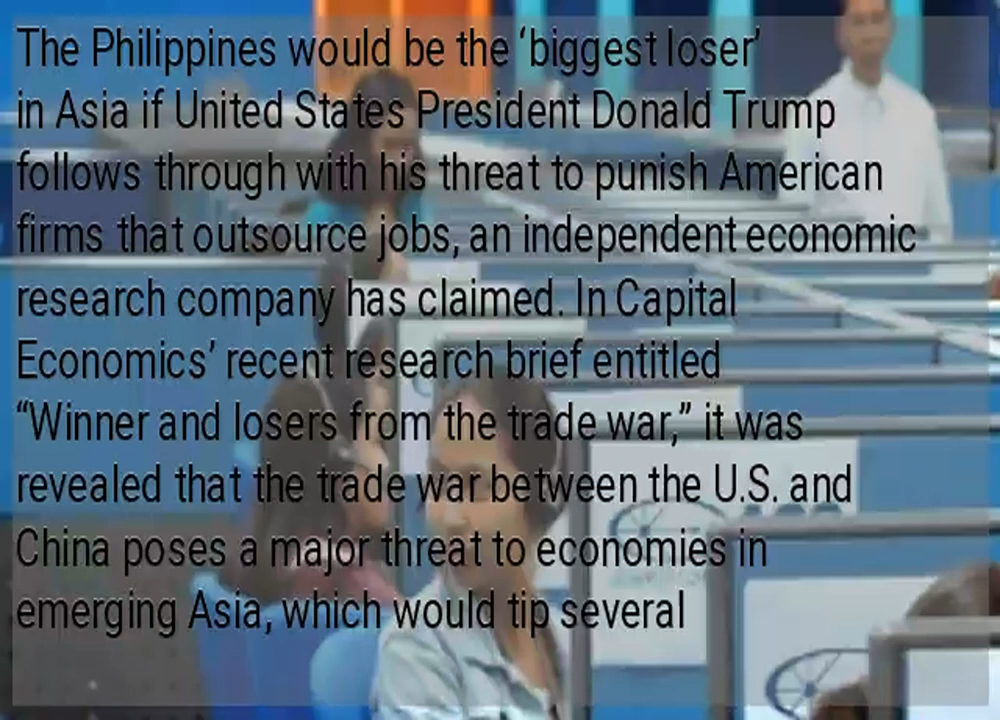 The Philippines would be the ‘biggest loser’
in Asia if United States President Donald Trump
follows through with his threat to punish American
firms that outsource jobs, an independent economic
research company has claimed. In Capital
Economics’ recent research brief entitled
“Winner and losers from the trade war,” it was
revealed that the trade war between the U.S. and
China poses a major threat to economies in
emerging Asia, which would tip several